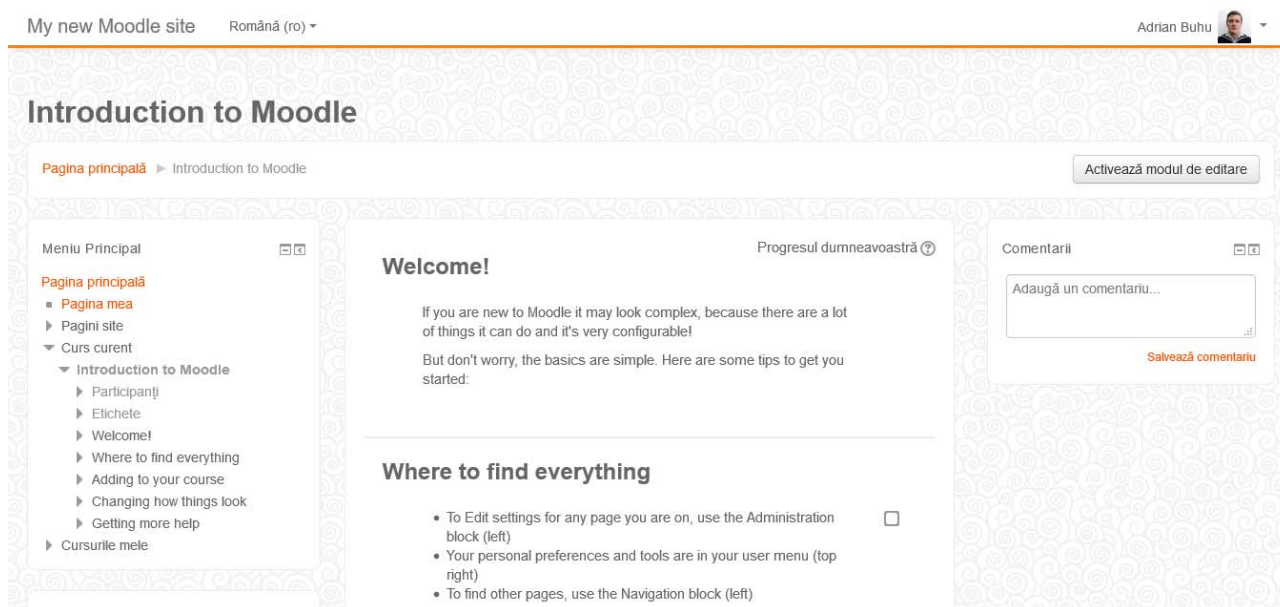 My new Moodle site
Română (ro)
Adrian Buhu
Introduction to Moodle
Pagina principală
Introduction to Moodle
Activează modul de editare
Meniu Principal
Pagina principală
Pagina mea
Pagini site
Curs curent
Introduction to Moodle
Participanţi
Etichete
Welcome!
Where to find everything
Adding to your course
Changing how things look
Getting more help
Cursurile mele
Progresul dumneavoastră
Welcome!
If you are new to Moodle it may look complex, because there are a lot
of things it can do and it's very configurable!
But don't worry, the basics are simple. Here are some tips to get you
started:
Where to find everything
• To Edit settings for any page you are on, use the Administration
block (left)
• Your personal preferences and tools are in your user menu (top
right)
• To find other pages, use the Navigation block (left)
Comentarii
Adaugă un comentariu...
Salvează comentariu